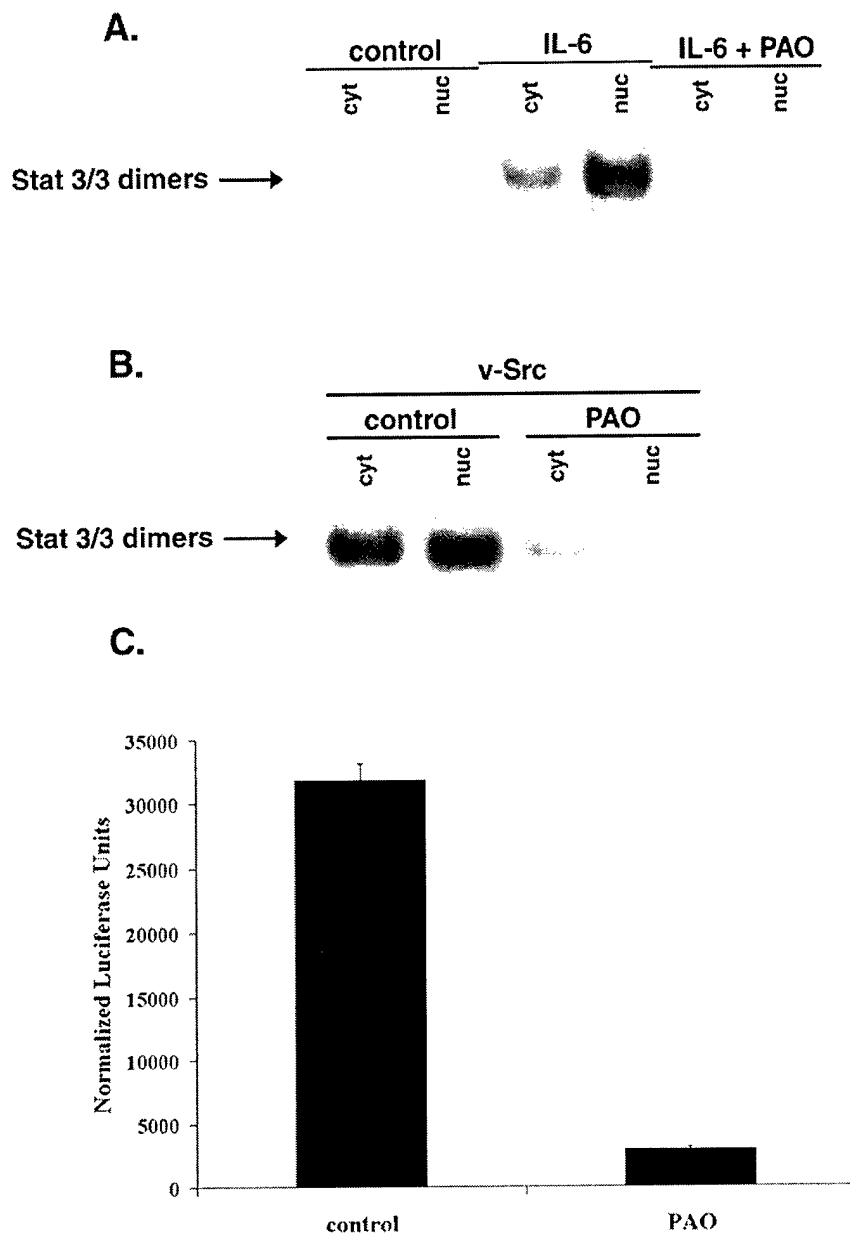 A.
control IL-6 IL-6 + PAO
cyt nuc cyt nuc cyt nuc
Stat 3/3 dimers
B.
v-Src
control PAO
cyt nuc cyt nuc
Stat 3/3 dimers
C.
35000
30000
25000
20000
15000
10000
5000
0
Normalized Luciferase Units
control PAO